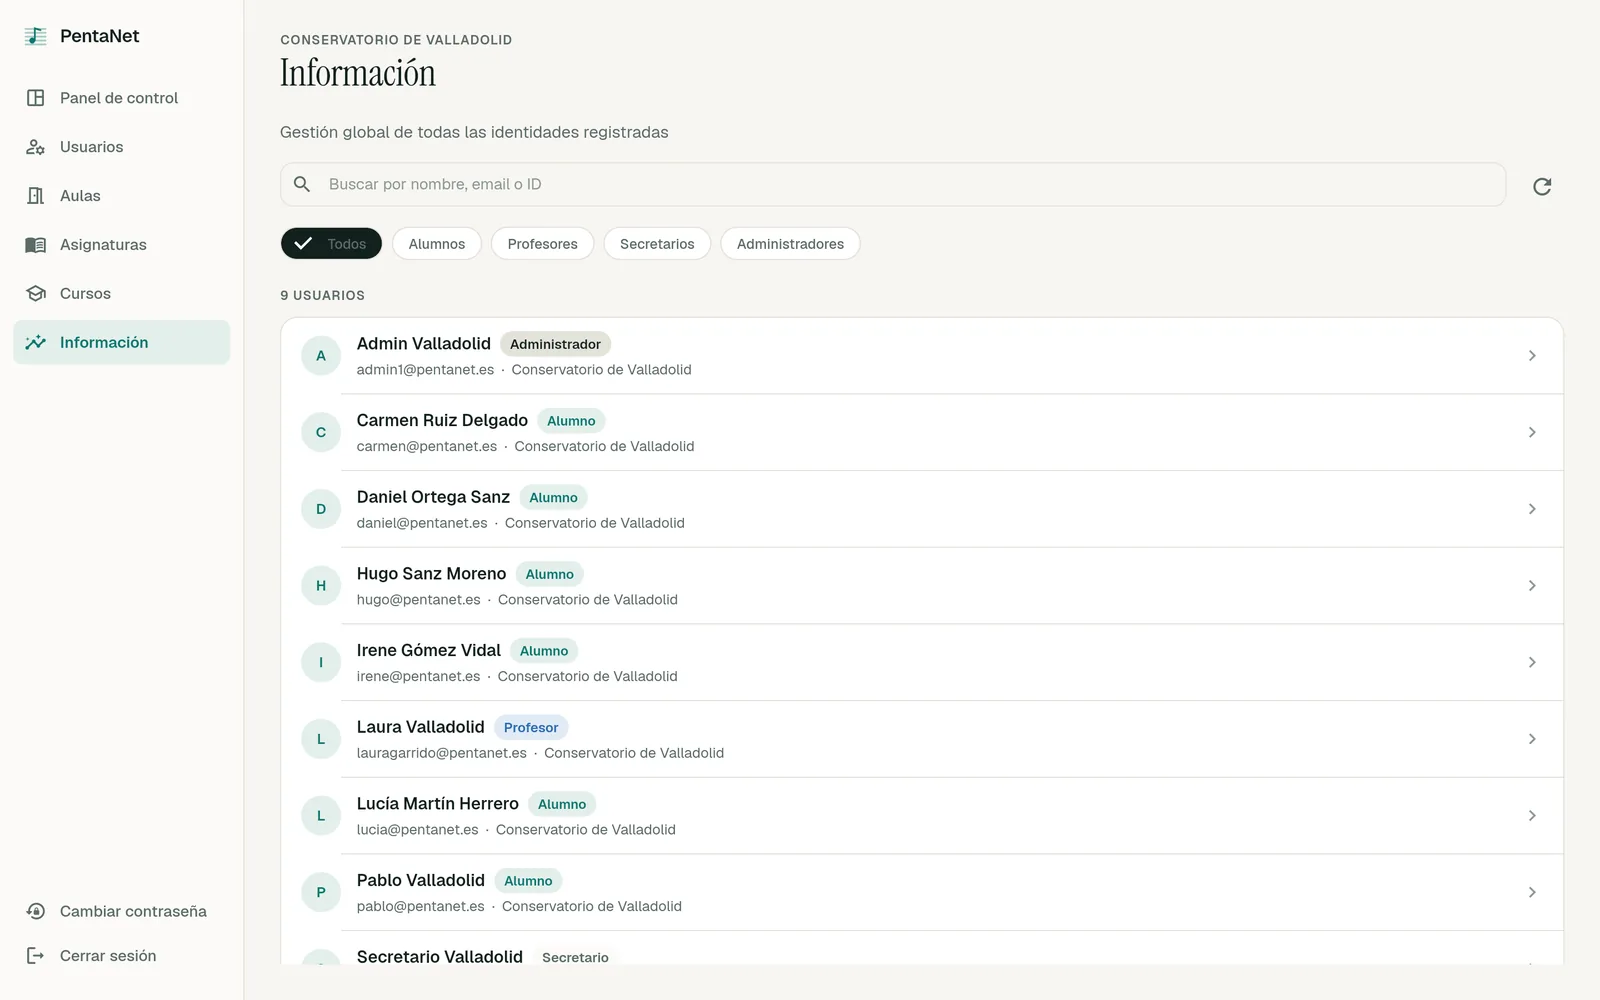 PentaNet
Panel de control
Usuarios
Aulas
Asignaturas
Cursos
Información
Cambiar contraseña
Cerrar sesión
CONSERVATORIO DE VALLADOLID
Información
Gestión global de todas las identidades registradas
Buscar por nombre, email o ID
Todos Alumnos Profesores Secretarios Administradores
9 USUARIOS
A Admin Valladolid Administrador
admin1@pentanet.es · Conservatorio de Valladolid
C Carmen Ruiz Delgado Alumno
carmen@pentanet.es · Conservatorio de Valladolid
D Daniel Ortega Sanz Alumno
daniel@pentanet.es · Conservatorio de Valladolid
H Hugo Sanz Moreno Alumno
hugo@pentanet.es · Conservatorio de Valladolid
I Irene Gómez Vidal Alumno
irene@pentanet.es · Conservatorio de Valladolid
L Laura Valladolid Profesor
lauragarrido@pentanet.es · Conservatorio de Valladolid
L Lucía Martín Herrero Alumno
lucia@pentanet.es · Conservatorio de Valladolid
P Pablo Valladolid Alumno
pablo@pentanet.es · Conservatorio de Valladolid
Secretario Valladolid Secretario